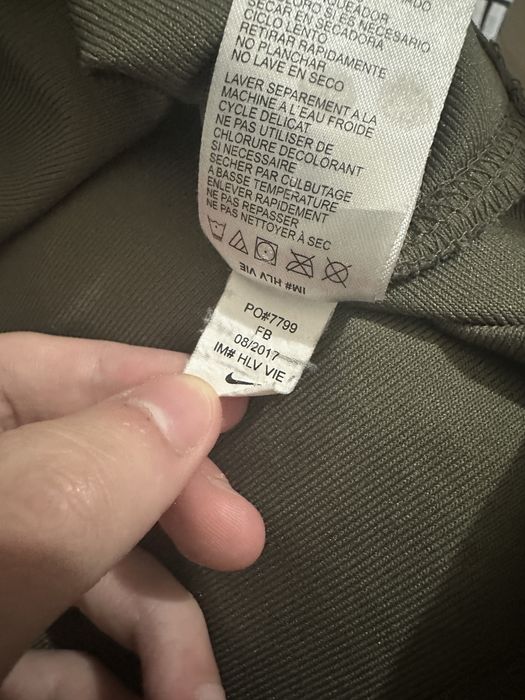 BLANQUEADOR
SECAR EN SECADORA
CICLO LENTO
RETIRAR RAPIDAMENTE
NO PLANCHAR
NO LAVE EN SECO
LAVER SEPAREMENT A LA
MACHINE A L'EAU FROIDE
CYCLE DELICAT
NE PAS UTILISER DE
CHLORURE DECOLORANT
SI NECESSAIRE
SECHER PAR CULBUTAGE
A BASSE TEMPERATURE
ENLEVER RAPIDEMENT
NE PAS REPASSER
NE PAS NETTOYER À SEC
IM# HLV VIE
PO#7799
FB
08/2017
IM# HLV VIE